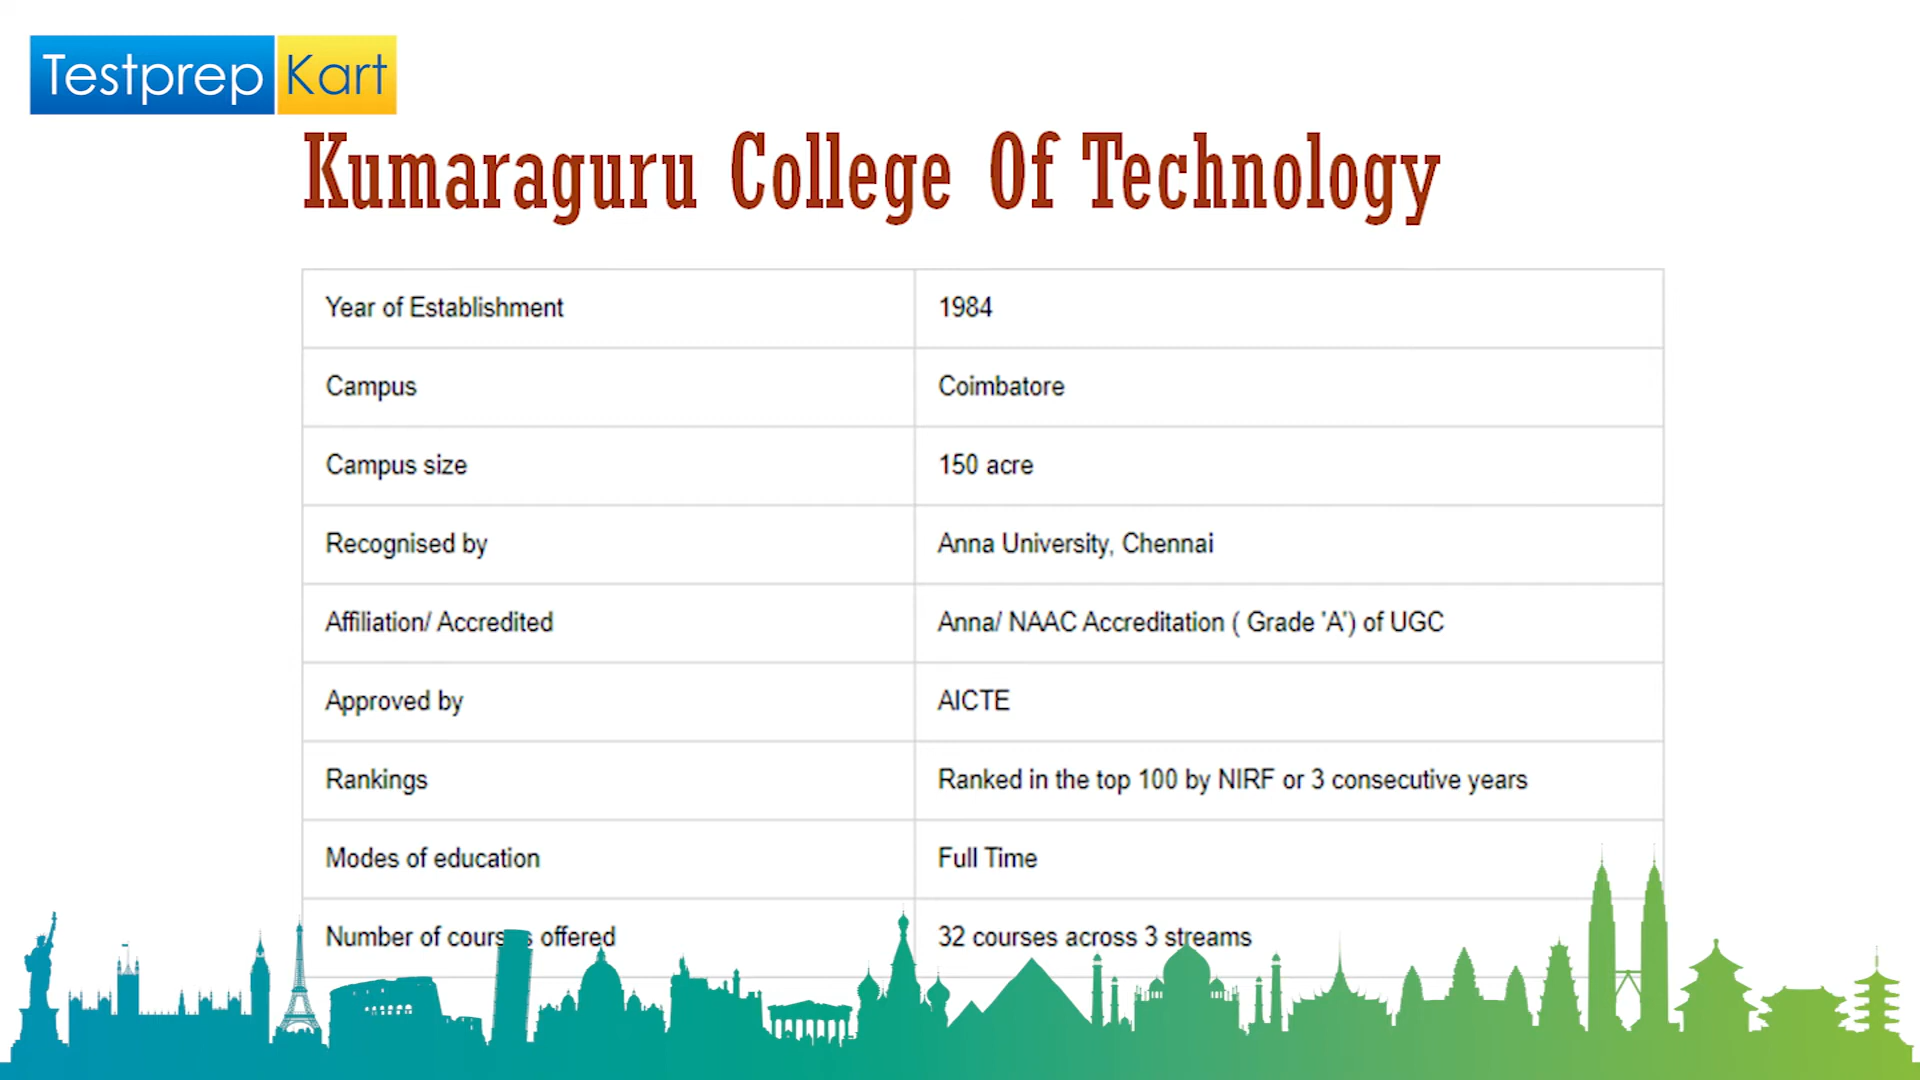 Testprep Kart
Kumaraguru College Of Technology
Year of Establishment 1984
Campus Coimbatore
Campus size 150 acre
Recognised by Anna University, Chennai
Affiliation/ Accredited Anna/ NAAC Accreditation ( Grade 'A') of UGC
Approved by AICTE
Rankings Ranked in the top 100 by NIRF or 3 consecutive years
Modes of education Full Time
Number of courses offered 32 courses across 3 streams